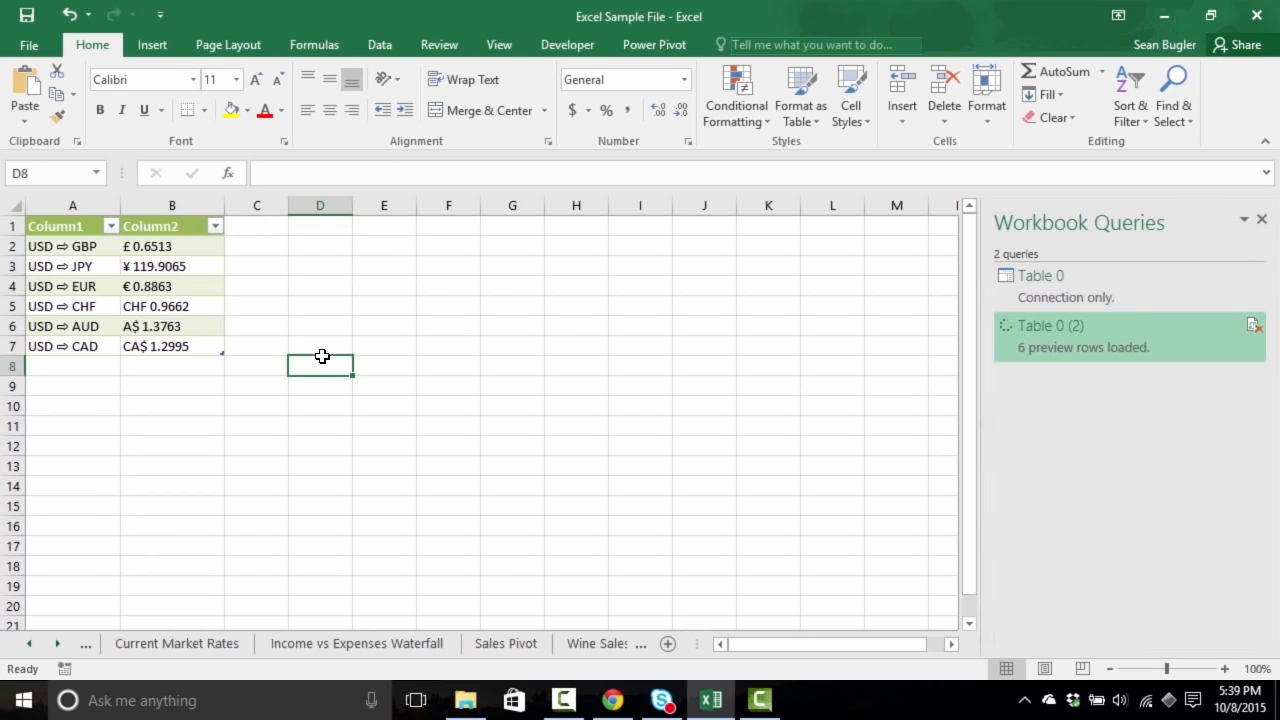 Excel Sample File - Excel
File Home Insert Page Layout Formulas Data Review View Developer Power Pivot Tell me what you want to do... Sean Bugler Share
Paste
Calibri 11
B I U
Wrap Text
Merge & Center
General
$ % ,
Conditional Formatting
Format as Table
Cell Styles
Insert
Delete
Format
AutoSum
Fill
Clear
Sort & Filter
Find & Select
Clipboard Font Alignment Number Styles Cells Editing
D8 fx
A B C D E F G H I J K L M
1 Column1 Column2
2 USD ⇨ GBP £ 0.6513
3 USD ⇨ JPY ¥ 119.9065
4 USD ⇨ EUR € 0.8863
5 USD ⇨ CHF CHF 0.9662
6 USD ⇨ AUD A$ 1.3763
7 USD ⇨ CAD CA$ 1.2995
8
9
10
11
12
13
14
15
16
17
18
19
20
21
Workbook Queries
2 queries
Table 0
Connection only.
Table 0 (2)
6 preview rows loaded.
... Current Market Rates Income vs Expenses Waterfall Sales Pivot Wine Sales ...
Ready 100%
Ask me anything
5:39 PM
10/8/2015